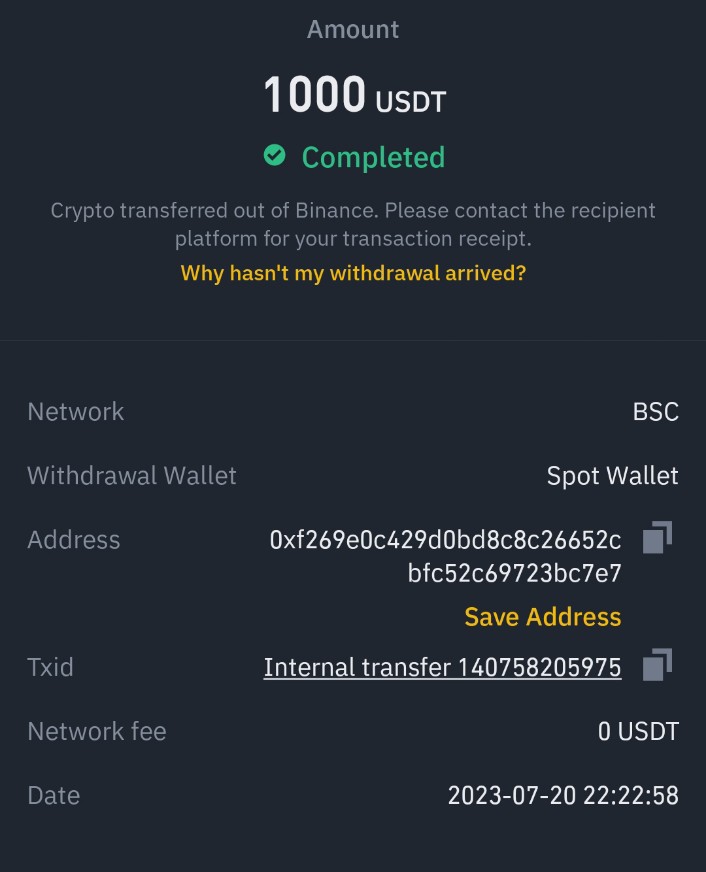 Amount
1000 USDT
Completed
Crypto transferred out of Binance. Please contact the recipient
platform for your transaction receipt.
Why hasn't my withdrawal arrived?
Network BSC
Withdrawal Wallet Spot Wallet
Address 0xf269e0c429d0bd8c8c26652c
bfc52c69723bc7e7
Save Address
Txid Internal transfer 140758205975
Network fee 0 USDT
Date 2023-07-20 22:22:58